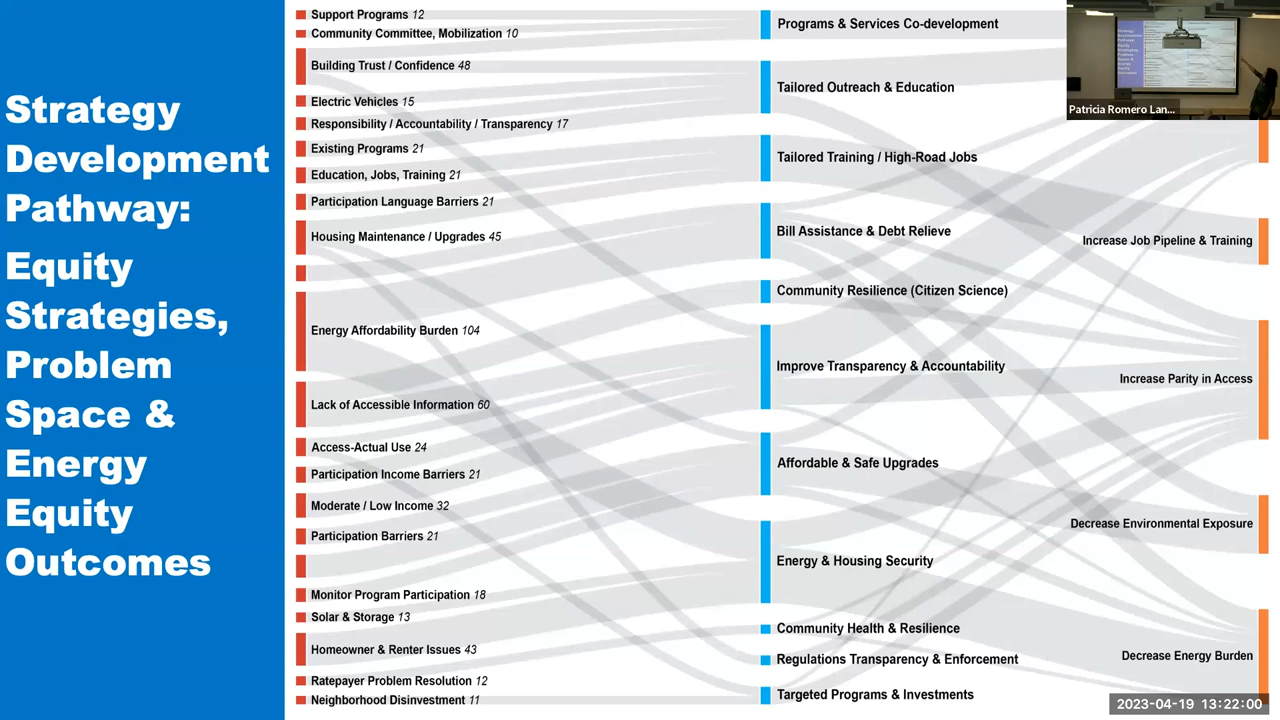 Strategy
Development
Pathway:
Equity
Strategies,
Problem
Space &
Energy
Equity
Outcomes
Support Programs 12
Community Committee, Mobilization 10
Building Trust / Confidence 48
Electric Vehicles 15
Responsibility / Accountability / Transparency 17
Existing Programs 21
Education, Jobs, Training 21
Participation Language Barriers 21
Housing Maintenance / Upgrades 45
Energy Affordability Burden 104
Lack of Accessible Information 60
Access-Actual Use 24
Participation Income Barriers 21
Moderate / Low Income 32
Participation Barriers 21
Monitor Program Participation 18
Solar & Storage 13
Homeowner & Renter Issues 43
Ratepayer Problem Resolution 12
Neighborhood Disinvestment 11
Programs & Services Co-development
Tailored Outreach & Education
Tailored Training / High-Road Jobs
Bill Assistance & Debt Relieve
Community Resilience (Citizen Science)
Improve Transparency & Accountability
Affordable & Safe Upgrades
Energy & Housing Security
Community Health & Resilience
Regulations Transparency & Enforcement
Targeted Programs & Investments
Patricia Romero Lan...
Increase Job Pipeline & Training
Increase Parity in Access
Decrease Environmental Exposure
Decrease Energy Burden
2023-04-19 13:22:00